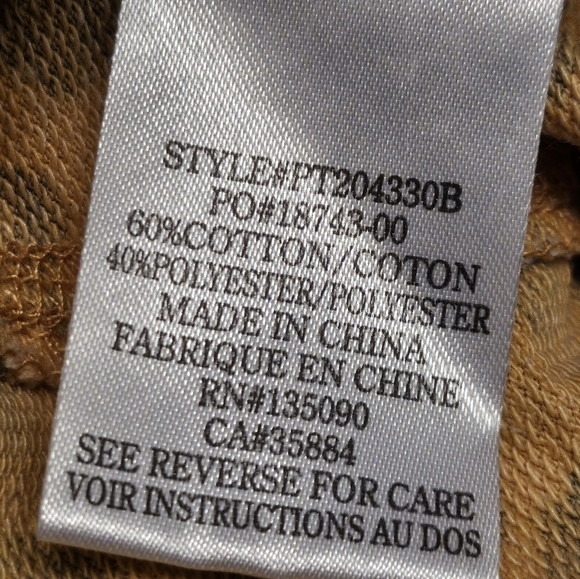 STYLE#PT204330B
PO#18743-00
60%COTTON/COTON
40%POLYESTER/POLYESTER
MADE IN CHINA
FABRIQUE EN CHINE
RN#135090
CA#35884
SEE REVERSE FOR CARE
VOIR INSTRUCTIONS AU DOS